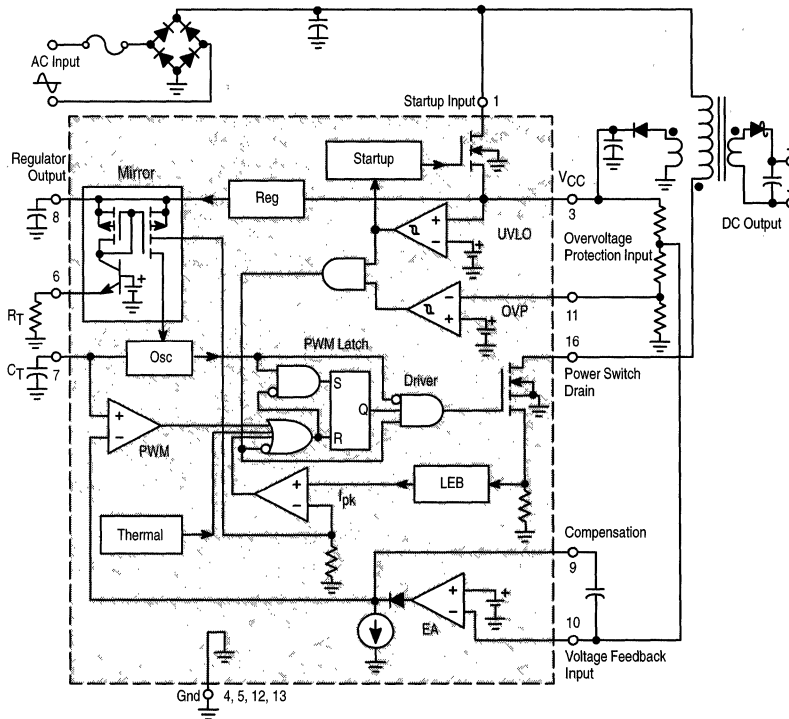 AC Input
Startup Input
1
Regulator
Output
8
Mirror
Reg
Startup
VCC
3
UVLO
DC Output
Overvoltage
Protection Input
6
RT
OVP
11
16
Power Switch
Drain
CT
7
Osc
PWM Latch
Driver
S
Q
R
PWM
LEB
Ipk
Thermal
Compensation
9
EA
10
Voltage Feedback
Input
Gnd
4, 5, 12, 13